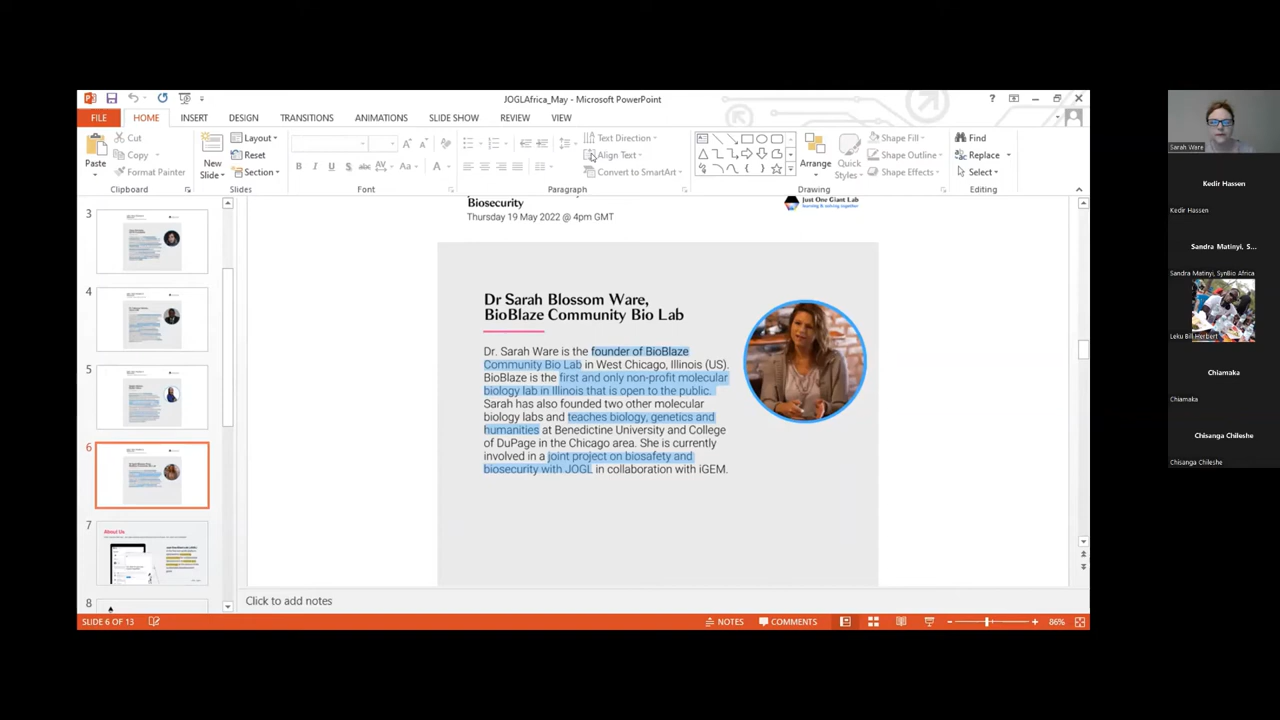 JOGLAfrica_May - Microsoft PowerPoint
FILE
HOME
INSERT
DESIGN
TRANSITIONS
ANIMATIONS
SLIDE SHOW
REVIEW
VIEW
Paste
Cut
Copy
Format Painter
Clipboard
New
Slide
Layout
Reset
Section
Slides
Font
Text Direction
Align Text
Convert to SmartArt
Paragraph
Arrange
Quick
Styles
Shape Fill
Shape Outline
Shape Effects
Drawing
Find
Replace
Select
Editing
3
4
5
6
7
About Us
8
Biosecurity
Thursday 19 May 2022 @ 4pm GMT
Just One Giant Lab
learning & solving together
Dr Sarah Blossom Ware,
BioBlaze Community Bio Lab
Dr. Sarah Ware is the founder of BioBlaze
Community Bio Lab in West Chicago, Illinois (US).
BioBlaze is the first and only non-profit molecular
biology lab in Illinois that is open to the public.
Sarah has also founded two other molecular
biology labs and teaches biology, genetics and
humanities at Benedictine University and College
of DuPage in the Chicago area. She is currently
involved in a joint project on biosafety and
biosecurity with JOGL in collaboration with iGEM.
Click to add notes
SLIDE 6 OF 13
NOTES
COMMENTS
86%
Sarah Ware
Kedir Hassen
Kedir Hassen
Sandra Matinyi, S...
Sandra Matinyi, SynBio Africa
Leku Bill Herbert
Chiamaka
Chiamaka
Chisanga Chileshe
Chisanga Chileshe